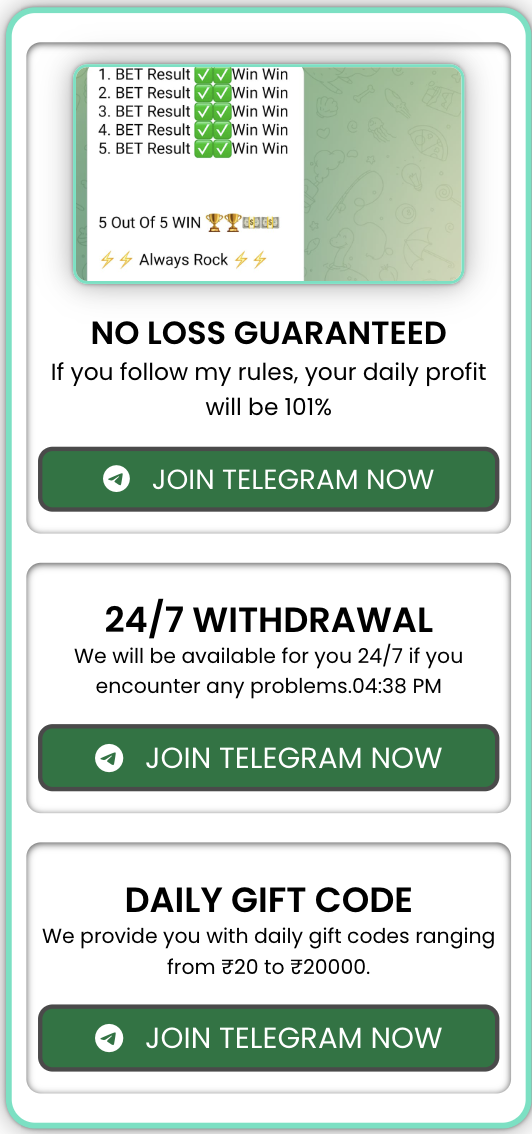 1. BET Result ✅✅Win Win
2. BET Result ✅✅Win Win
3. BET Result ✅✅Win Win
4. BET Result ✅✅Win Win
5. BET Result ✅✅Win Win
5 Out Of 5 WIN 🏆🏆💵💵
⚡⚡ Always Rock ⚡⚡
NO LOSS GUARANTEED
If you follow my rules, your daily profit
will be 101%
JOIN TELEGRAM NOW
24/7 WITHDRAWAL
We will be available for you 24/7 if you
encounter any problems.04:38 PM
JOIN TELEGRAM NOW
DAILY GIFT CODE
We provide you with daily gift codes ranging
from ₹20 to ₹20000.
JOIN TELEGRAM NOW